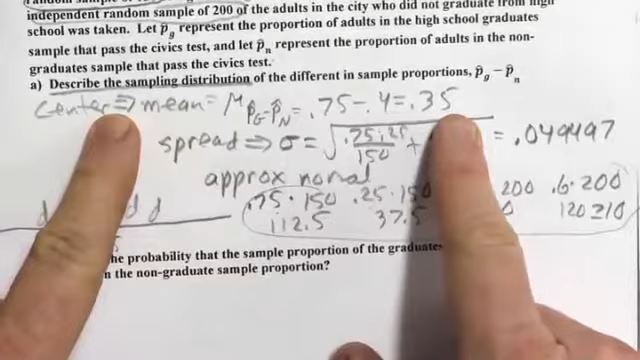 independent random sample of 200 of the adults in the city who did not graduate from high
school was taken. Let p̂g represent the proportion of adults in the high school graduates
sample that pass the civics test, and let p̂n represent the proportion of adults in the non-
graduates sample that pass the civics test.
a) Describe the sampling distribution of the different in sample proportions, p̂g − p̂n
Center ⇒ mean = μ p̂G-p̂N = .75 - .4 = .35
spread ⇒ σ = √ .75·.25 / 150 + = .049497
approx normal
.75 · 150 .25 · 150 200 .6 · 200
112.5 37.5 0 120 ≥ 10
he probability that the sample proportion of the graduates
n the non-graduate sample proportion?